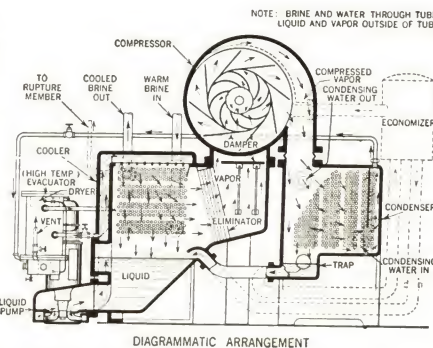 NOTE: BRINE AND WATER THROUGH TUB
LIQUID AND VAPOR OUTSIDE OF TUB
COMPRESSOR
TO
RUPTURE
MEMBER
COOLED
BRINE
OUT
WARM
BRINE
IN
COMPRESSED
VAPOR
CONDENSING
WATER OUT
ECONOMIZER
DAMPER
COOLER
(HIGH TEMP)
EVACUATOR
DRYER
VENT
VAPOR
ELIMINATOR
CONDENSER
LIQUID
TRAP
CONDENSING
WATER IN
LIQUID
PUMP
DIAGRAMMATIC ARRANGEMENT